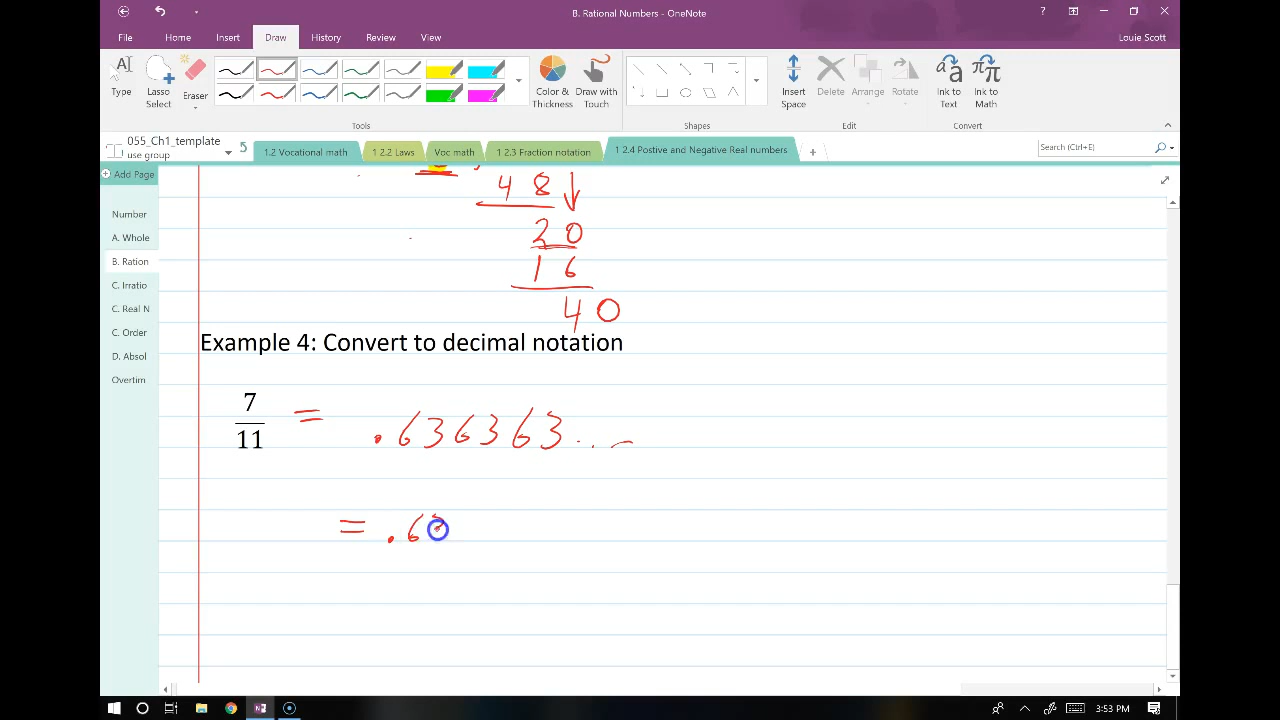 B. Rational Numbers - OneNote
File Home Insert Draw History Review View Louie Scott
Type Lasso Select Eraser Color & Thickness Draw with Touch Insert Space Delete Arrange Rotate Ink to Text Ink to Math
Tools Shapes Edit Convert
055_Ch1_template
use group
1.2 Vocational math 1.2.2 Laws Voc math 1 2.3 Fraction notation 1 2.4 Postive and Negative Real numbers Search (Ctrl+E)
Add Page
Number
A. Whole
B. Ration
C. Irratio
C. Real N
C. Order
D. Absol
Overtim
48
20
16
40
Example 4: Convert to decimal notation
7/11 = .636363...
= .63
3:53 PM